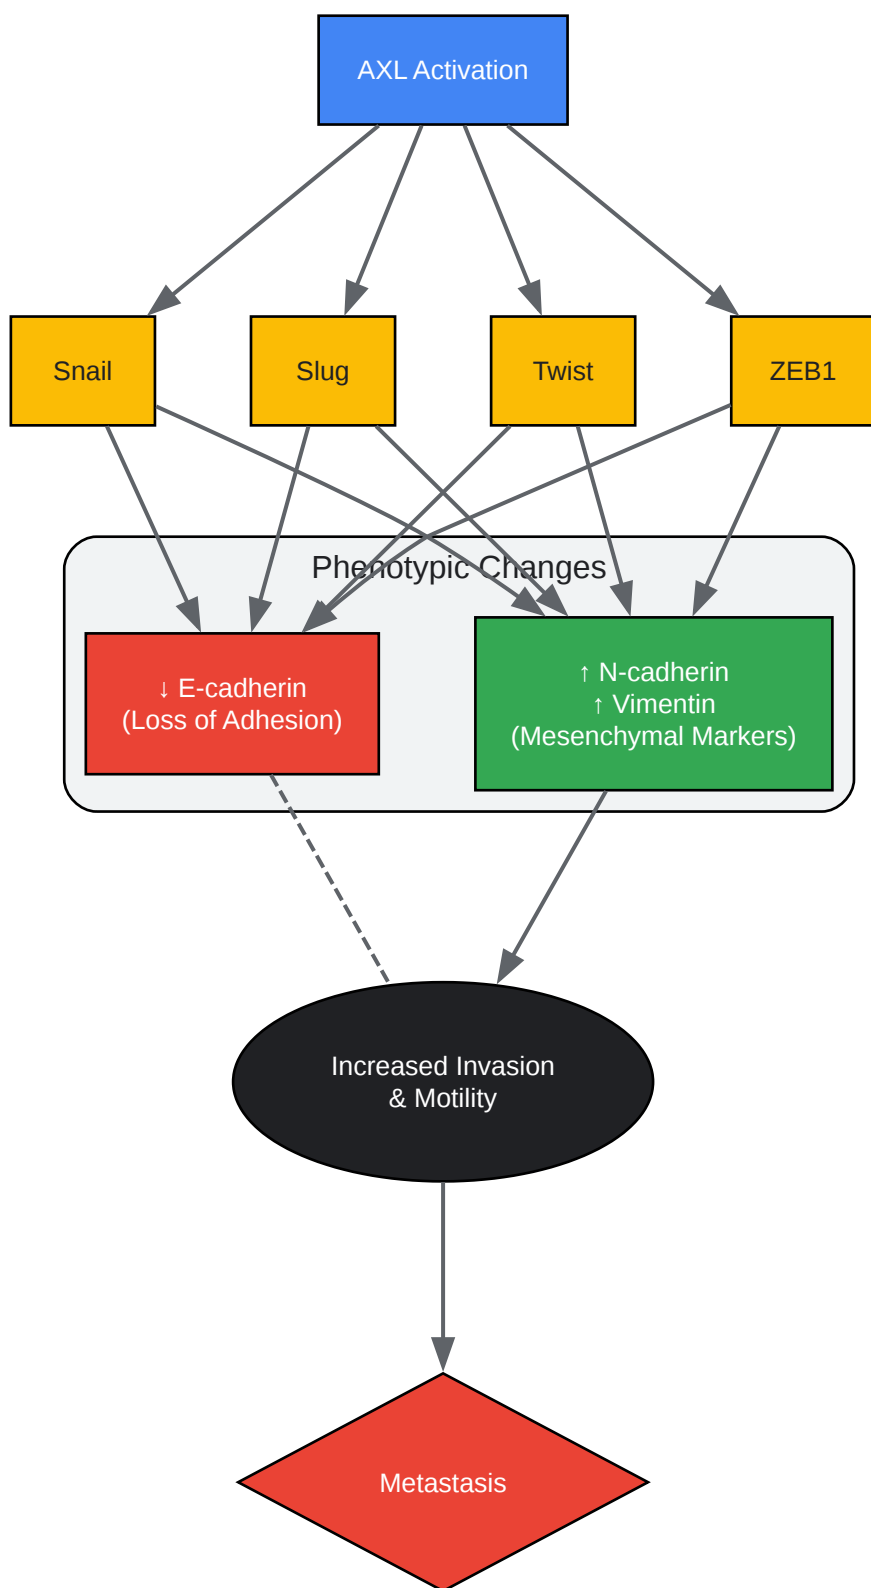 AXL Activation
Snail
Slug
Twist
ZEB1
Phenotypic Changes
↓ E-cadherin
(Loss of Adhesion)
↑ N-cadherin
↑ Vimentin
(Mesenchymal Markers)
Increased Invasion
& Motility
Metastasis